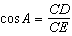 cos A = CD/CE